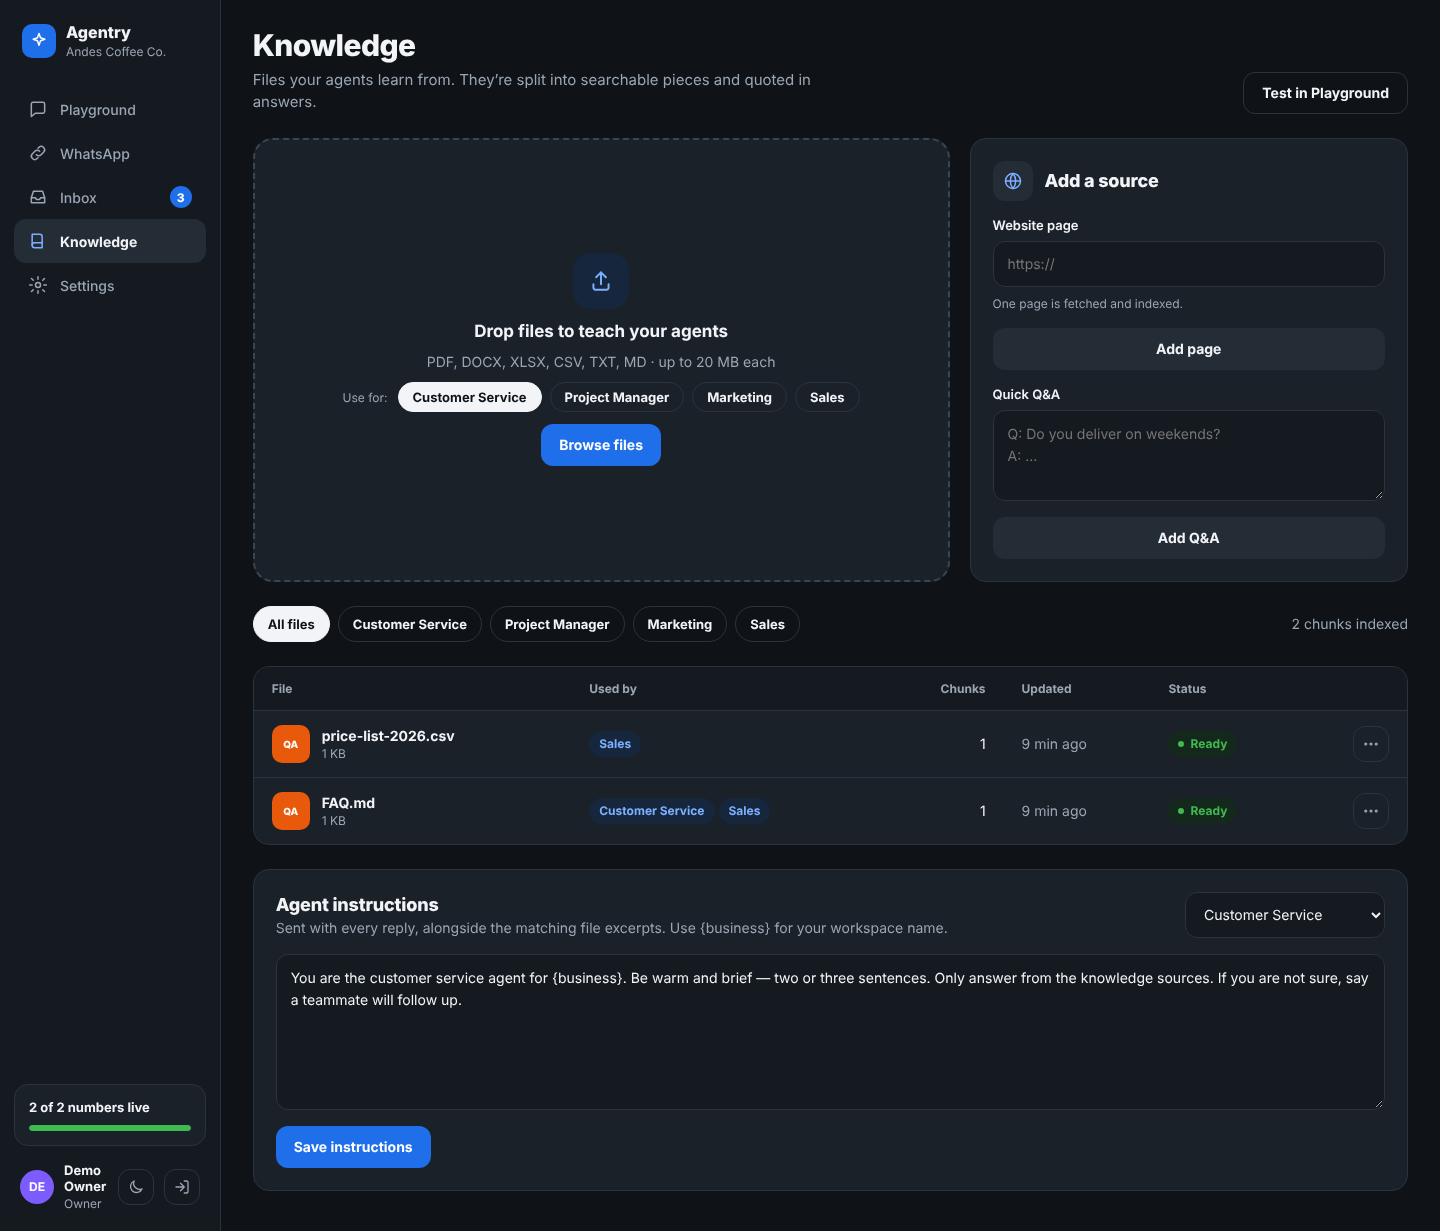 Agentry
Andes Coffee Co.
Playground
WhatsApp
Inbox 3
Knowledge
Settings
2 of 2 numbers live
DE
Demo
Owner
Owner
Knowledge
Files your agents learn from. They’re split into searchable pieces and quoted in
answers.
Test in Playground
Drop files to teach your agents
PDF, DOCX, XLSX, CSV, TXT, MD · up to 20 MB each
Use for: Customer Service Project Manager Marketing Sales
Browse files
Add a source
Website page
https://
One page is fetched and indexed.
Add page
Quick Q&A
Q: Do you deliver on weekends?
A: ...
Add Q&A
All files Customer Service Project Manager Marketing Sales 2 chunks indexed
File Used by Chunks Updated Status
QA price-list-2026.csv Sales 1 9 min ago Ready
1 KB
QA FAQ.md Customer Service Sales 1 9 min ago Ready
1 KB
Agent instructions
Sent with every reply, alongside the matching file excerpts. Use {business} for your workspace name.
Customer Service
You are the customer service agent for {business}. Be warm and brief — two or three sentences. Only answer from the knowledge sources. If you are not sure, say
a teammate will follow up.
Save instructions